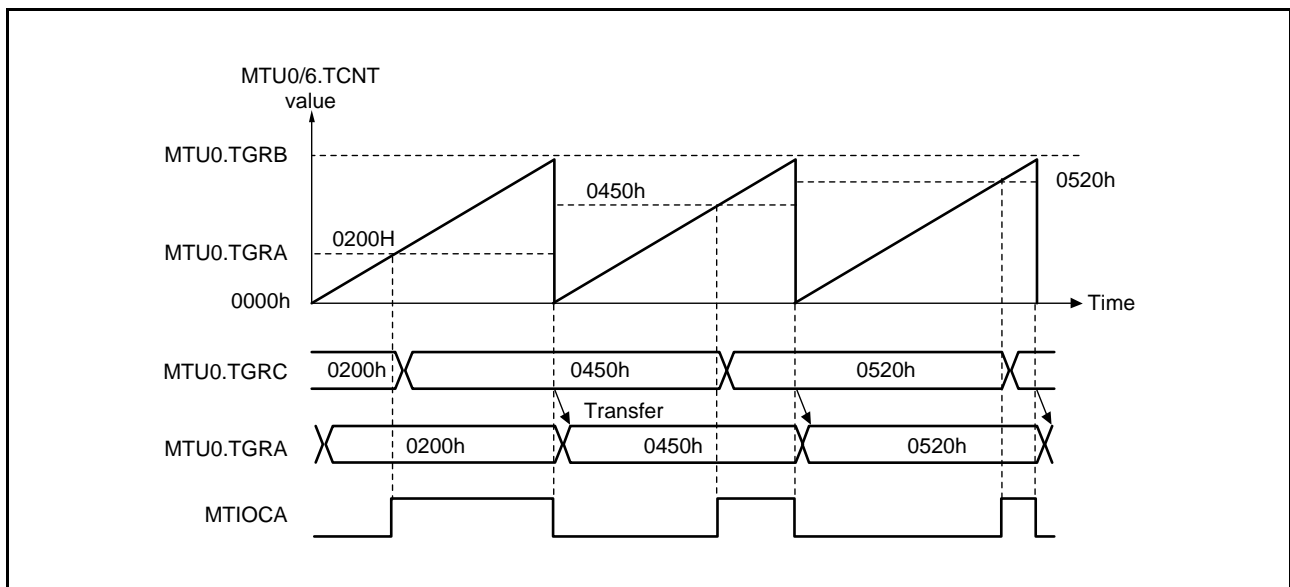 MTU0/6.TCNT
value
MTU0.TGRB
0520h
0450h
MTU0.TGRA
0200H
0000h
Time
MTU0.TGRC
0200h
0450h
0520h
Transfer
MTU0.TGRA
0200h
0450h
0520h
MTIOCA